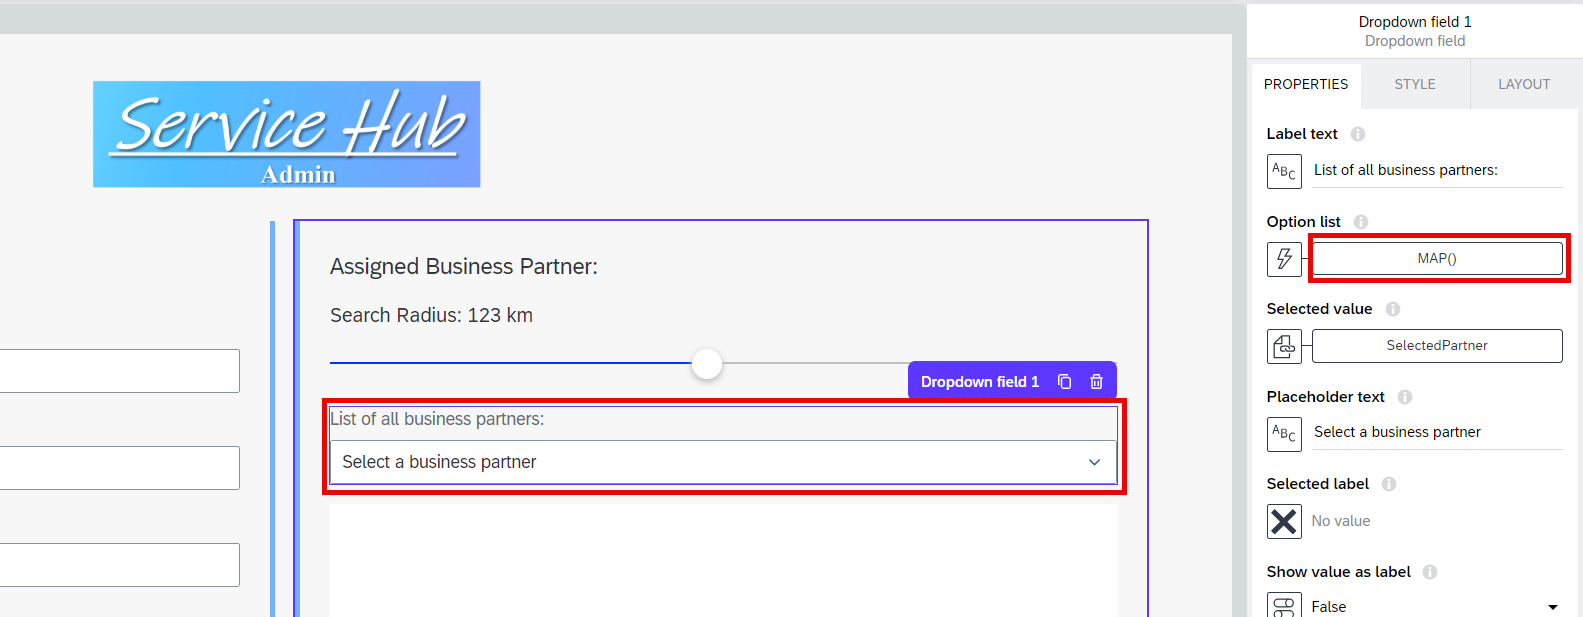 Service Hub
Admin
Assigned Business Partner:
Search Radius: 123 km
Dropdown field 1
List of all business partners:
Select a business partner
Dropdown field 1
Dropdown field
PROPERTIES
STYLE
LAYOUT
Label text
ABC
List of all business partners:
Option list
MAP()
Selected value
SelectedPartner
Placeholder text
ABC
Select a business partner
Selected label
No value
Show value as label
False